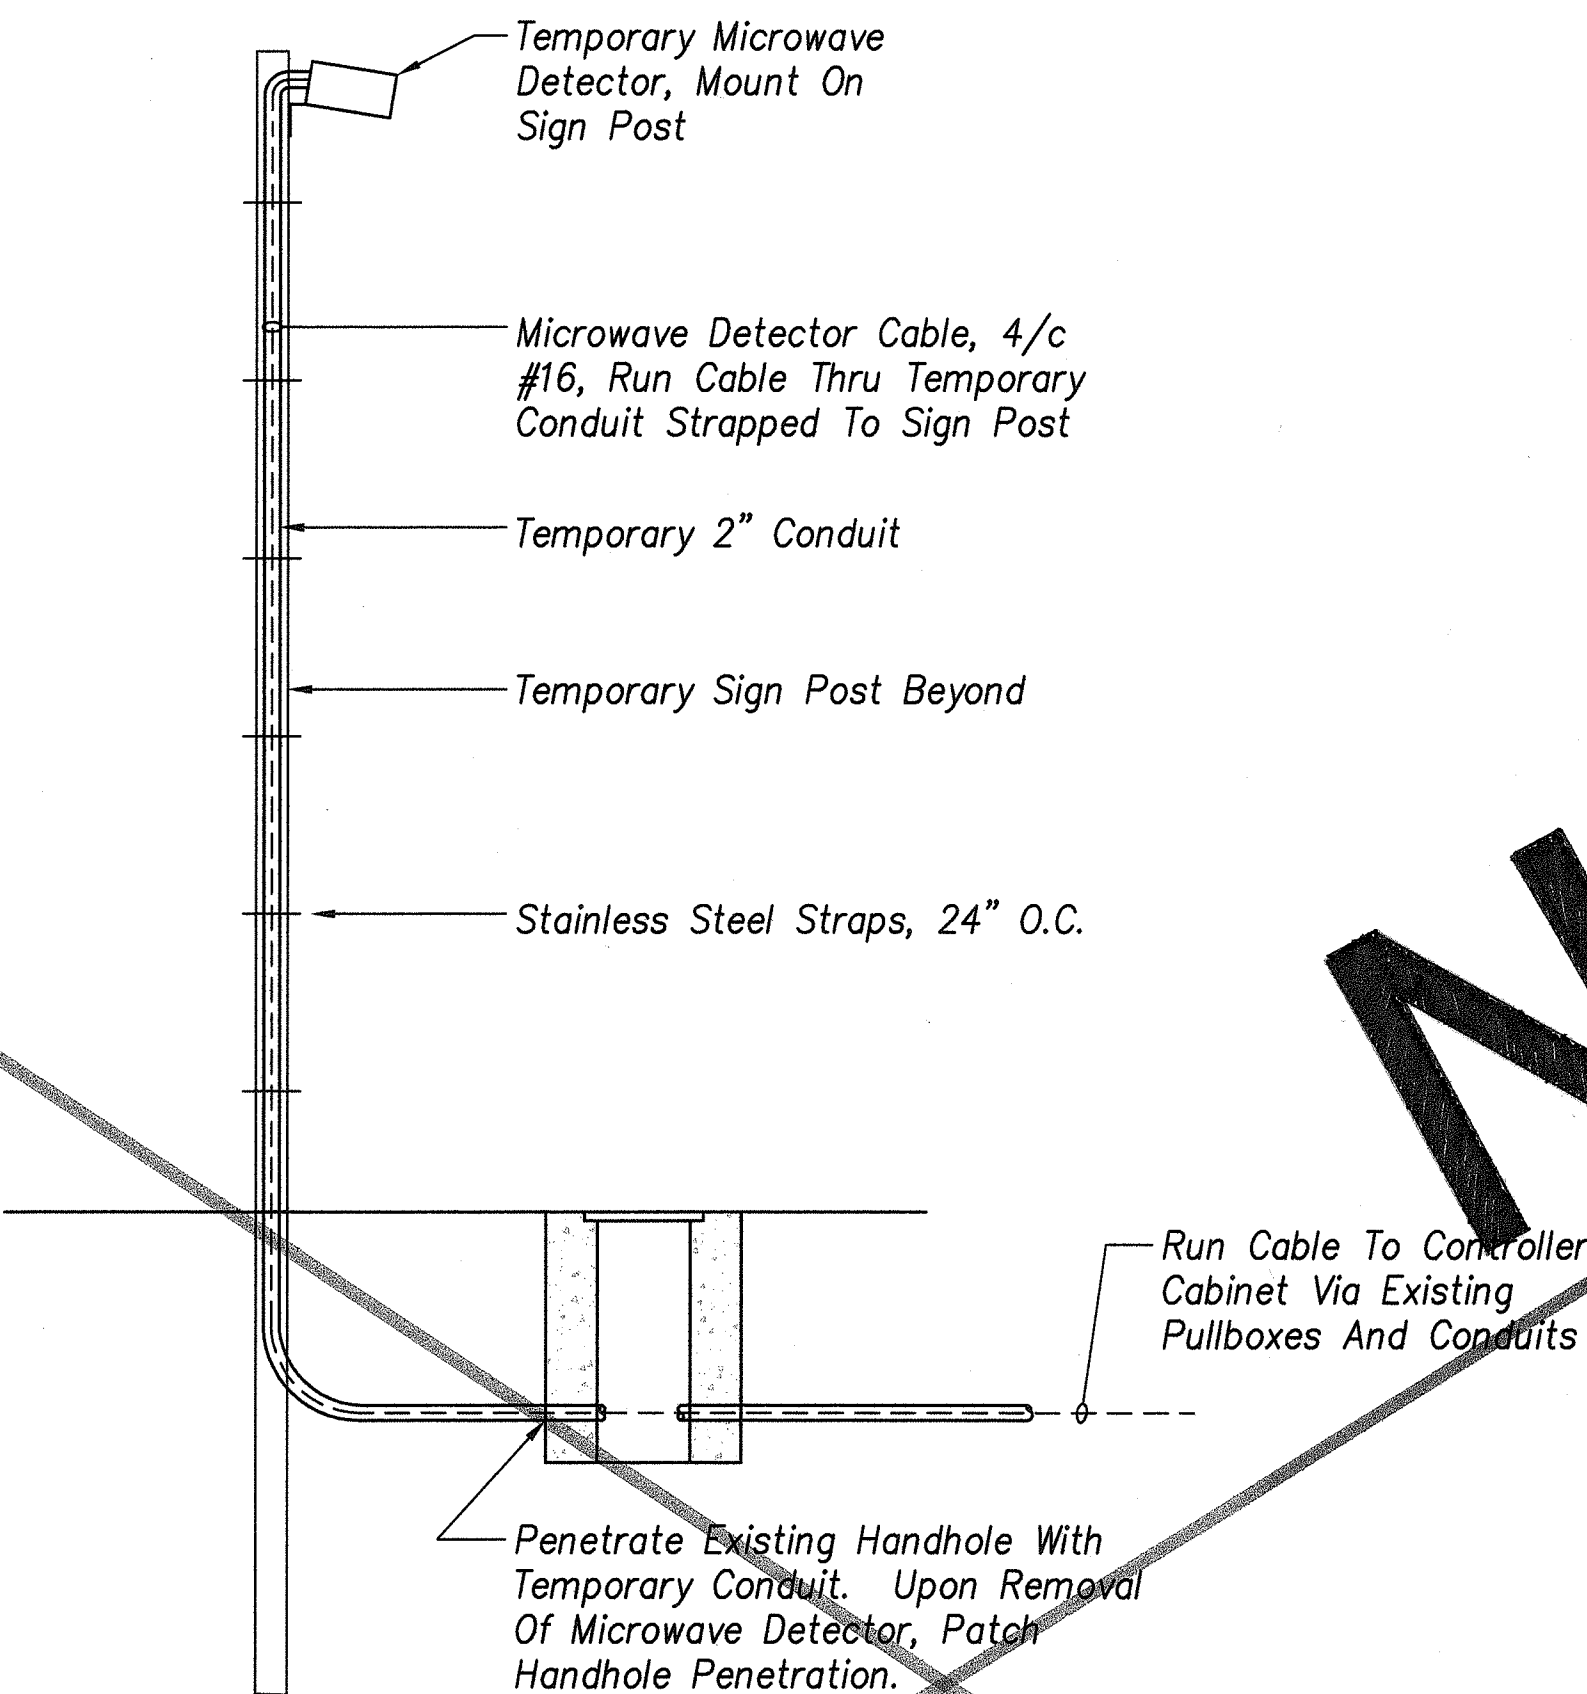 Temporary Microwave
Detector, Mount On
Sign Post
Microwave Detector Cable, 4/c
#16, Run Cable Thru Temporary
Conduit Strapped To Sign Post
Temporary 2" Conduit
Temporary Sign Post Beyond
Stainless Steel Straps, 24" O.C.
Run Cable To Controller
Cabinet Via Existing
Pullboxes And Conduits
Penetrate Existing Handhole With
Temporary Conduit. Upon Removal
Of Microwave Detector, Patch
Handhole Penetration.